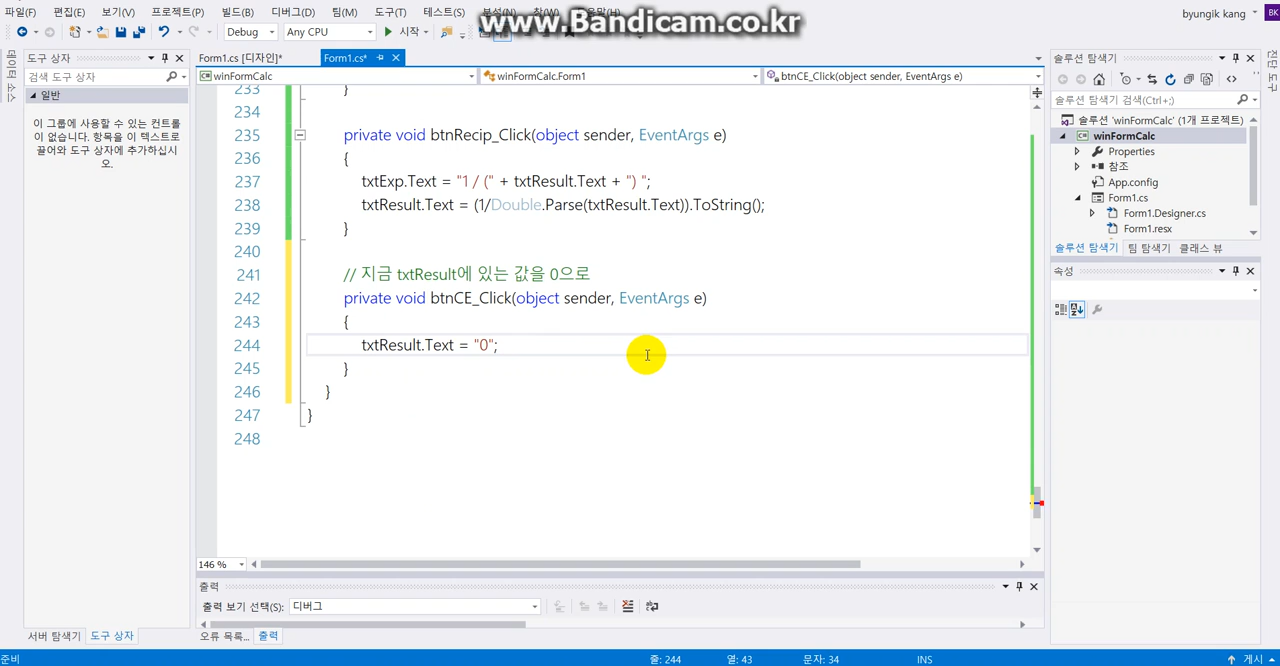 파일(F) 편집(E) 보기(V) 프로젝트(P) 빌드(B) 디버그(D) 팀(M) 도구(T) 테스트(S)
www.Bandicam.co.kr
byungik kang
BK
Debug Any CPU 시작
도구 상자
Form1.cs [디자인]* Form1.cs*
솔루션 탐색기
검색 도구 상자
winFormCalc winFormCalc.Form1 btnCE_Click(object sender, EventArgs e)
일반
이 그룹에 사용할 수 있는 컨트롤
이 없습니다. 항목을 이 텍스트로
끌어와 도구 상자에 추가하십시
오.
233 }
234
235 private void btnRecip_Click(object sender, EventArgs e)
236 {
237 txtExp.Text = "1 / (" + txtResult.Text + ") ";
238 txtResult.Text = (1/Double.Parse(txtResult.Text)).ToString();
239 }
240
241 // 지금 txtResult에 있는 값을 0으로
242 private void btnCE_Click(object sender, EventArgs e)
243 {
244 txtResult.Text = "0";
245 }
246 }
247 }
248
솔루션 탐색기 검색(Ctrl+;)
솔루션 'winFormCalc' (1개 프로젝트)
winFormCalc
Properties
참조
App.config
Form1.cs
Form1.Designer.cs
Form1.resx
솔루션 탐색기 팀 탐색기 클래스 뷰
속성
146 %
출력
출력 보기 선택(S): 디버그
서버 탐색기 도구 상자
오류 목록... 출력
준비 줄: 244 열: 43 문자: 34 INS 게시